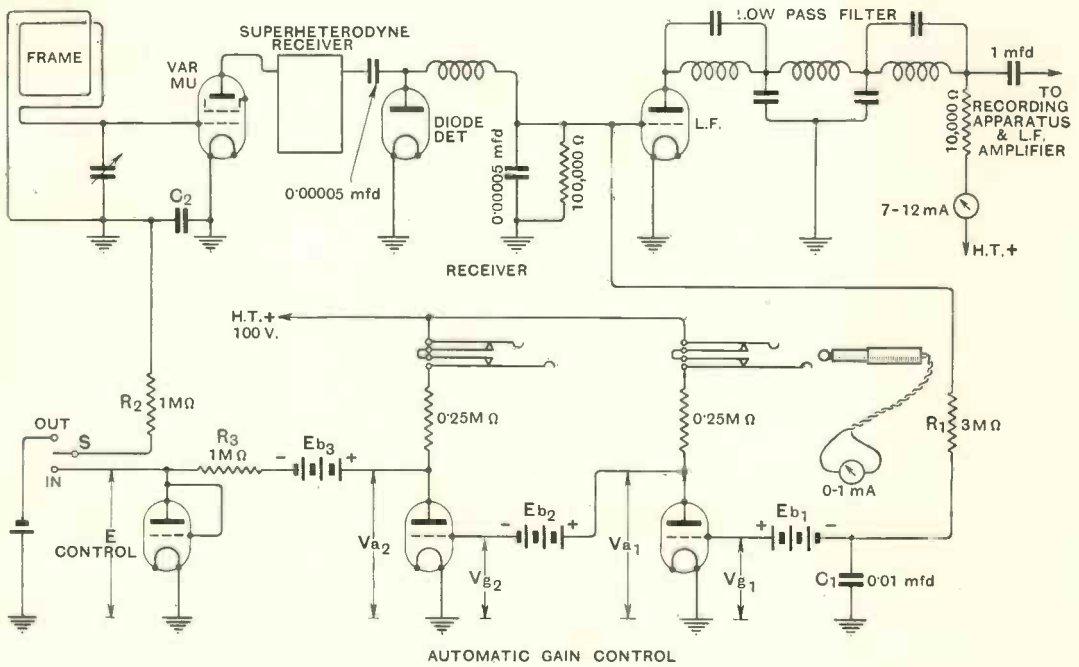 FRAME
VAR
MU
SUPERHETERODYNE
RECEIVER
0.00005 mfd
DIODE
DET
0.00005 mfd
100,000 Ω
L.F.
LOW PASS FILTER
1 mfd
TO
RECORDING
APPARATUS
& L.F.
AMPLIFIER
10,000 Ω
7-12 mA
H.T.+
C2
RECEIVER
H.T.+
100 V.
R2
1MΩ
OUT
S
IN
R3
1MΩ
- Eb3 +
0.25M Ω
0.25M Ω
R1
3M Ω
0-1 mA
E
CONTROL
Va2
- Eb2 +
Vg2
Va1
+ Eb1 -
Vg1
C1
0.01 mfd
AUTOMATIC GAIN CONTROL